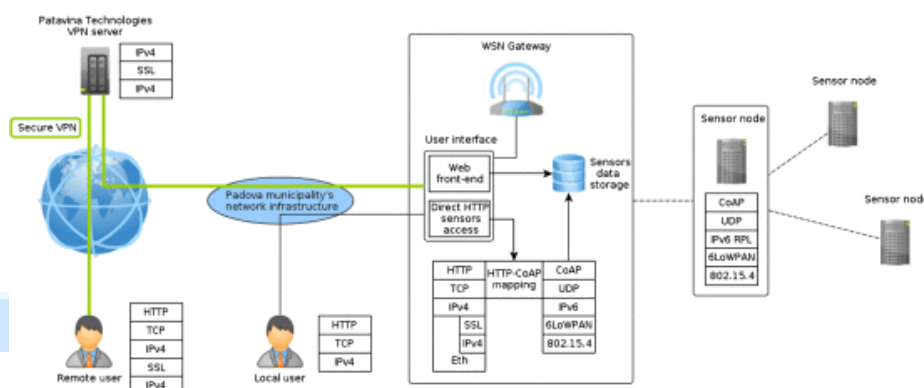 Patavina Technologies
VPN server
IPv4
SSL
IPv4
Secure VPN
Padova municipality's
network infrastructure
Remote user
HTTP
TCP
IPv4
SSL
IPv4
Local user
HTTP
TCP
IPv4
WSN Gateway
User interface
Web
front-end
Direct HTTP
sensors
access
Sensors
data
storage
HTTP
TCP
IPv4
SSL
IPv4
Eth
HTTP-CoAP
mapping
CoAP
UDP
IPv6
6LoWPAN
802.15.4
Sensor node
CoAP
UDP
IPv6 RPL
6LoWPAN
802.15.4
Sensor node
Sensor node